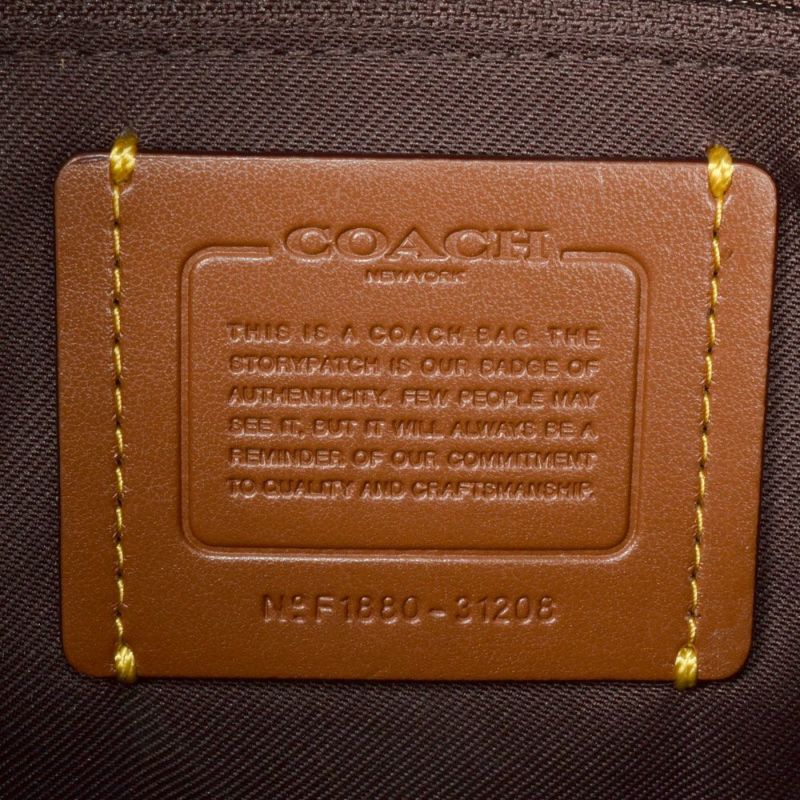 COACH
NEW YORK
THIS IS A COACH BAG. THE
STORYPATCH IS OUR BADGE OF
AUTHENTICITY. FEW PEOPLE MAY
SEE IT, BUT IT WILL ALWAYS BE A
REMINDER OF OUR COMMITMENT
TO QUALITY AND CRAFTSMANSHIP.
Nº F1880-31208